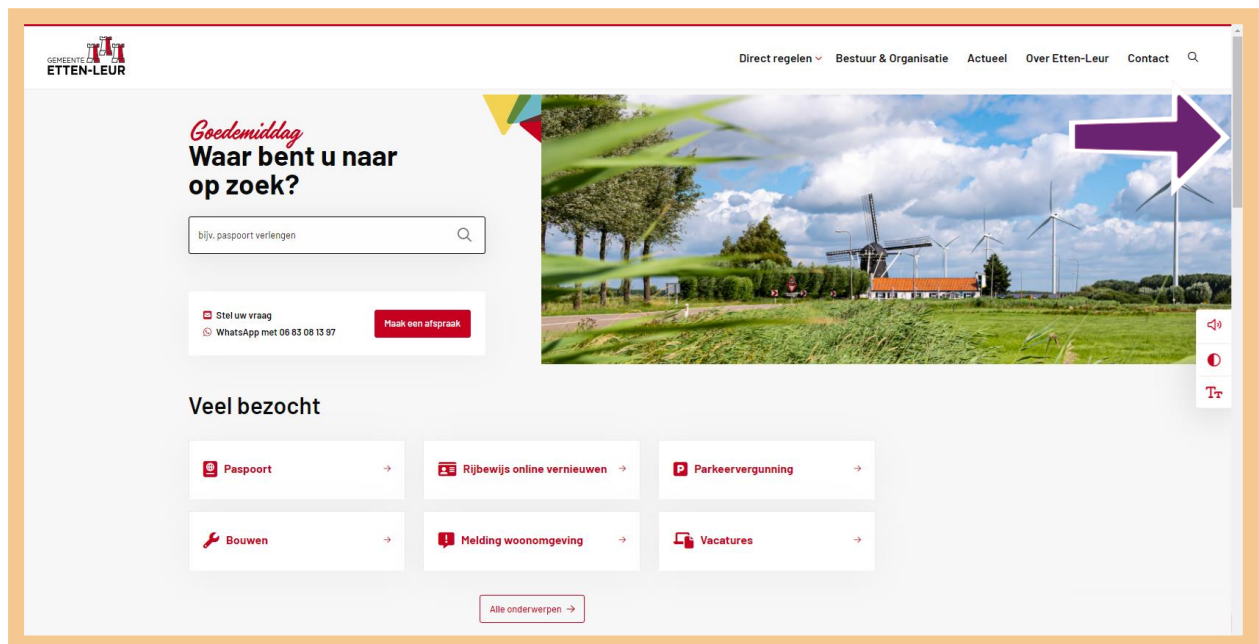 GEMEENTE
ETTEN-LEUR
Direct regelen Bestuur & Organisatie Actueel Over Etten-Leur Contact
Goedemiddag
Waar bent u naar
op zoek?
bijv. paspoort verlengen
Stel uw vraag
WhatsApp met 06 83 08 13 97
Maak een afspraak
Tт
Veel bezocht
Paspoort
Rijbewijs online vernieuwen
Parkeervergunning
Bouwen
Melding woonomgeving
Vacatures
Alle onderwerpen